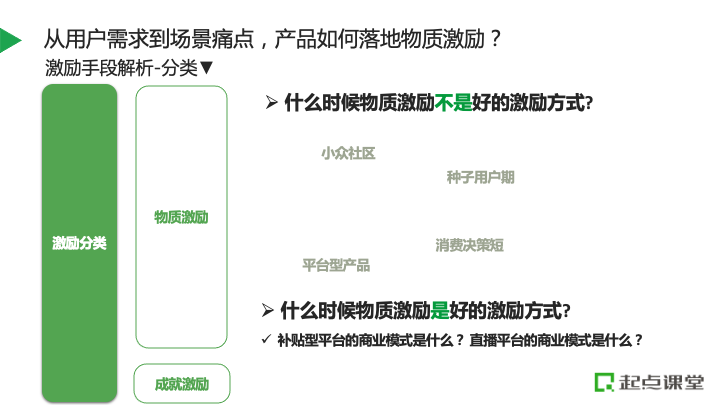 从用户需求到场景痛点，产品如何落地物质激励？
激励手段解析-分类▼
激励分类
物质激励
成就激励
➢ 什么时候物质激励不是好的激励方式?
小众社区
种子用户期
消费决策短
平台型产品
➢ 什么时候物质激励是好的激励方式?
✓ 补贴型平台的商业模式是什么？ 直播平台的商业模式是什么？
起点课堂